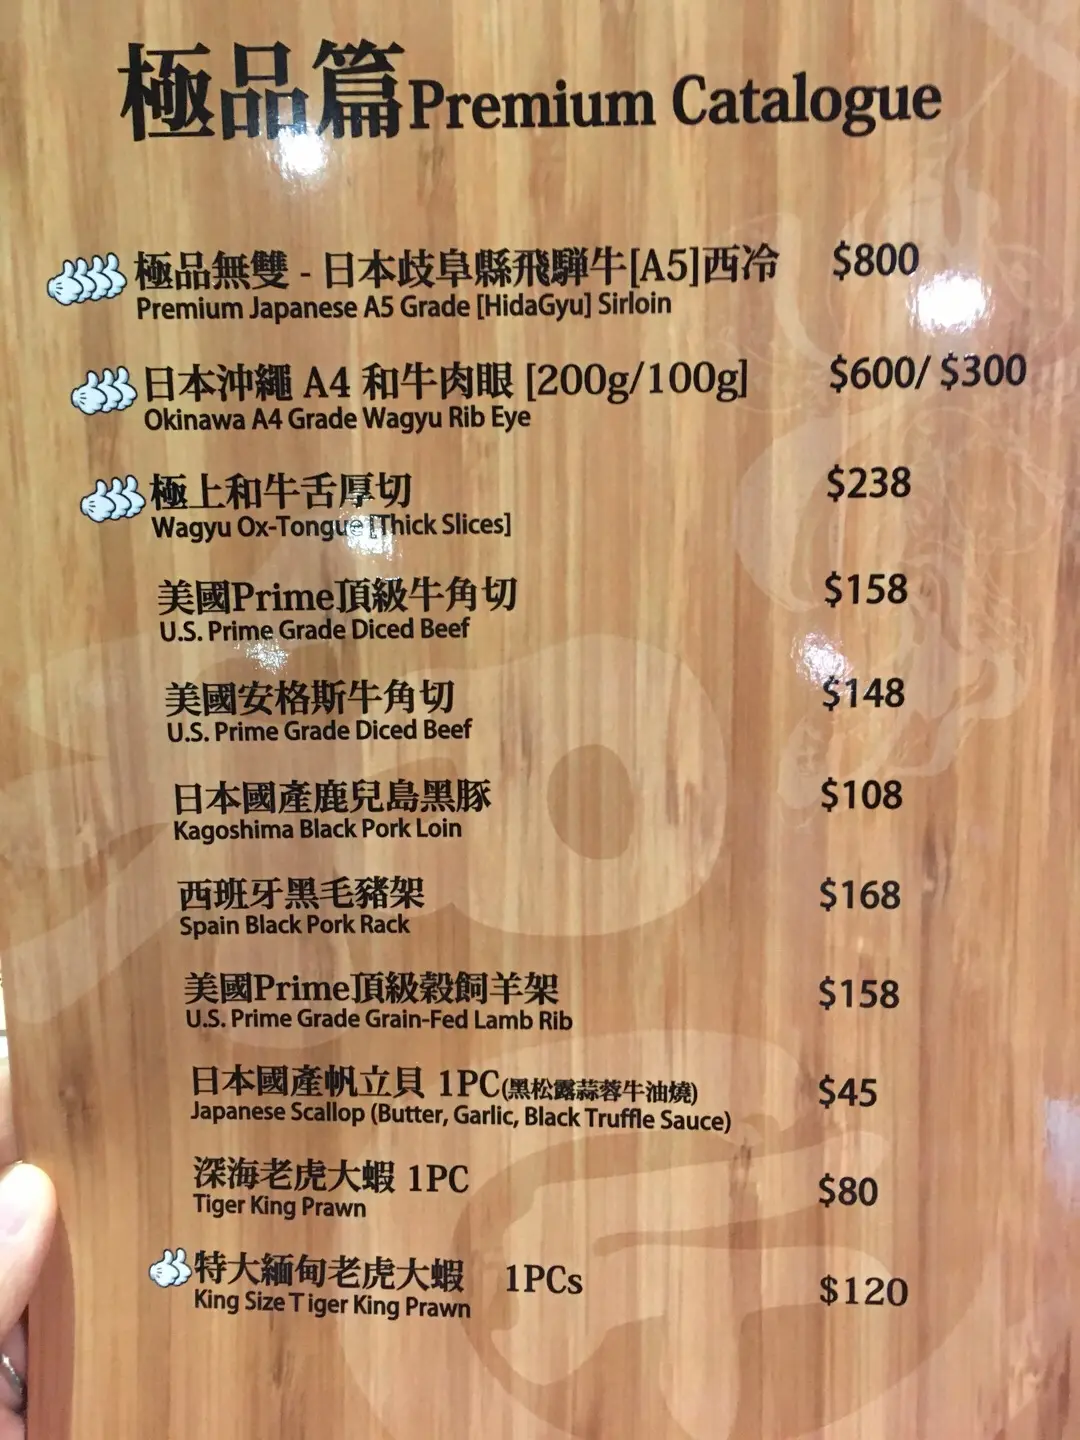 極品篇Premium Catalogue
極品無雙 - 日本歧阜縣飛驒牛[A5]西冷 $800
Premium Japanese A5 Grade [HidaGyu] Sirloin
日本沖繩 A4 和牛肉眼 [200g/100g] $600/ $300
Okinawa A4 Grade Wagyu Rib Eye
極上和牛舌厚切 $238
Wagyu Ox-Tongue [Thick Slices]
美國Prime頂級牛角切 $158
U.S. Prime Grade Diced Beef
美國安格斯牛角切 $148
U.S. Prime Grade Diced Beef
日本國產鹿兒島黑豚 $108
Kagoshima Black Pork Loin
西班牙黑毛豬架 $168
Spain Black Pork Rack
美國Prime頂級穀飼羊架 $158
U.S. Prime Grade Grain-Fed Lamb Rib
日本國產帆立貝 1PC(黑松露蒜蓉牛油燒) $45
Japanese Scallop (Butter, Garlic, Black Truffle Sauce)
深海老虎大蝦 1PC $80
Tiger King Prawn
特大緬甸老虎大蝦 1PCs $120
King Size Tiger King Prawn